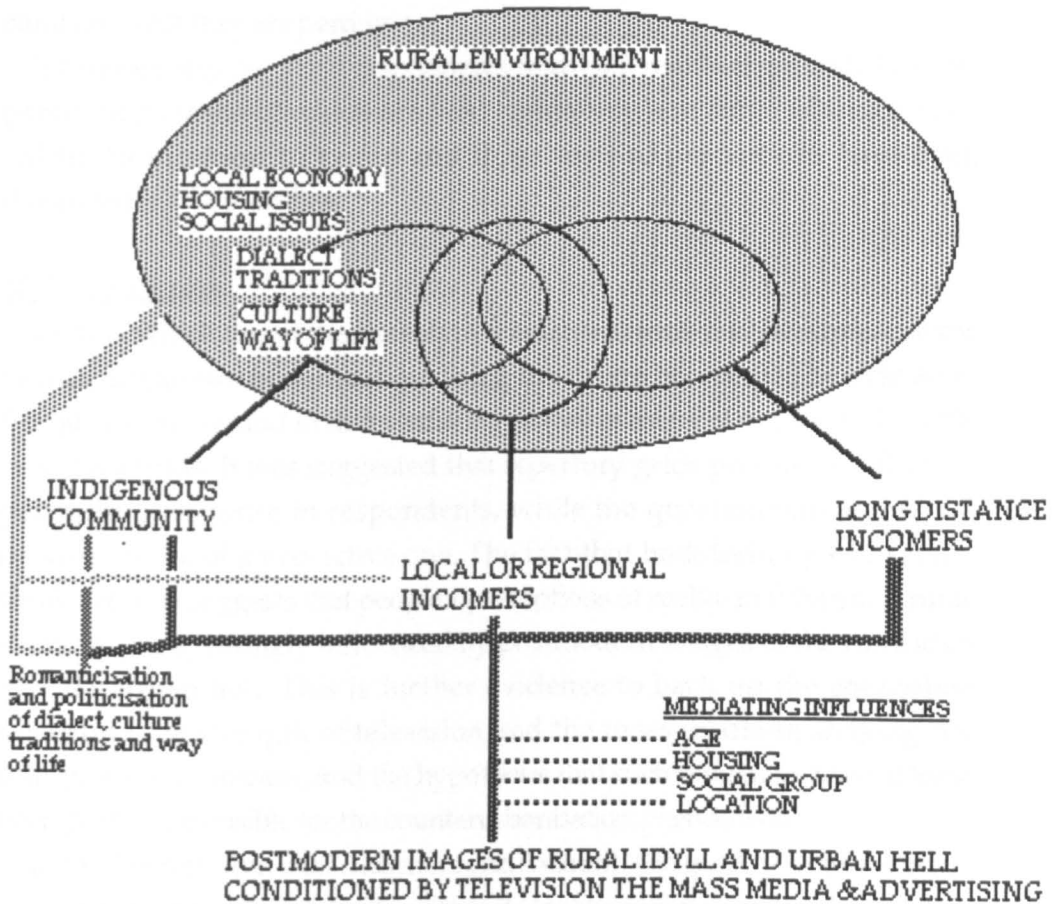 RURAL ENVIRONMENT
LOCAL ECONOMY
HOUSING
SOCIAL ISSUES
DIALECT
TRADITIONS
CULTURE
WAY OF LIFE
INDIGENOUS
COMMUNITY
LONG DISTANCE
INCOMERS
LOCAL OR REGIONAL
INCOMERS
Romanticisation
and politicisation
of dialect, culture
traditions and way
of life
MEDIATING INFLUENCES
AGE
HOUSING
SOCIAL GROUP
LOCATION
POSTMODERN IMAGES OF RURAL IDYLL AND URBAN HELL
CONDITIONED BY TELEVISION THE MASS MEDIA & ADVERTISING